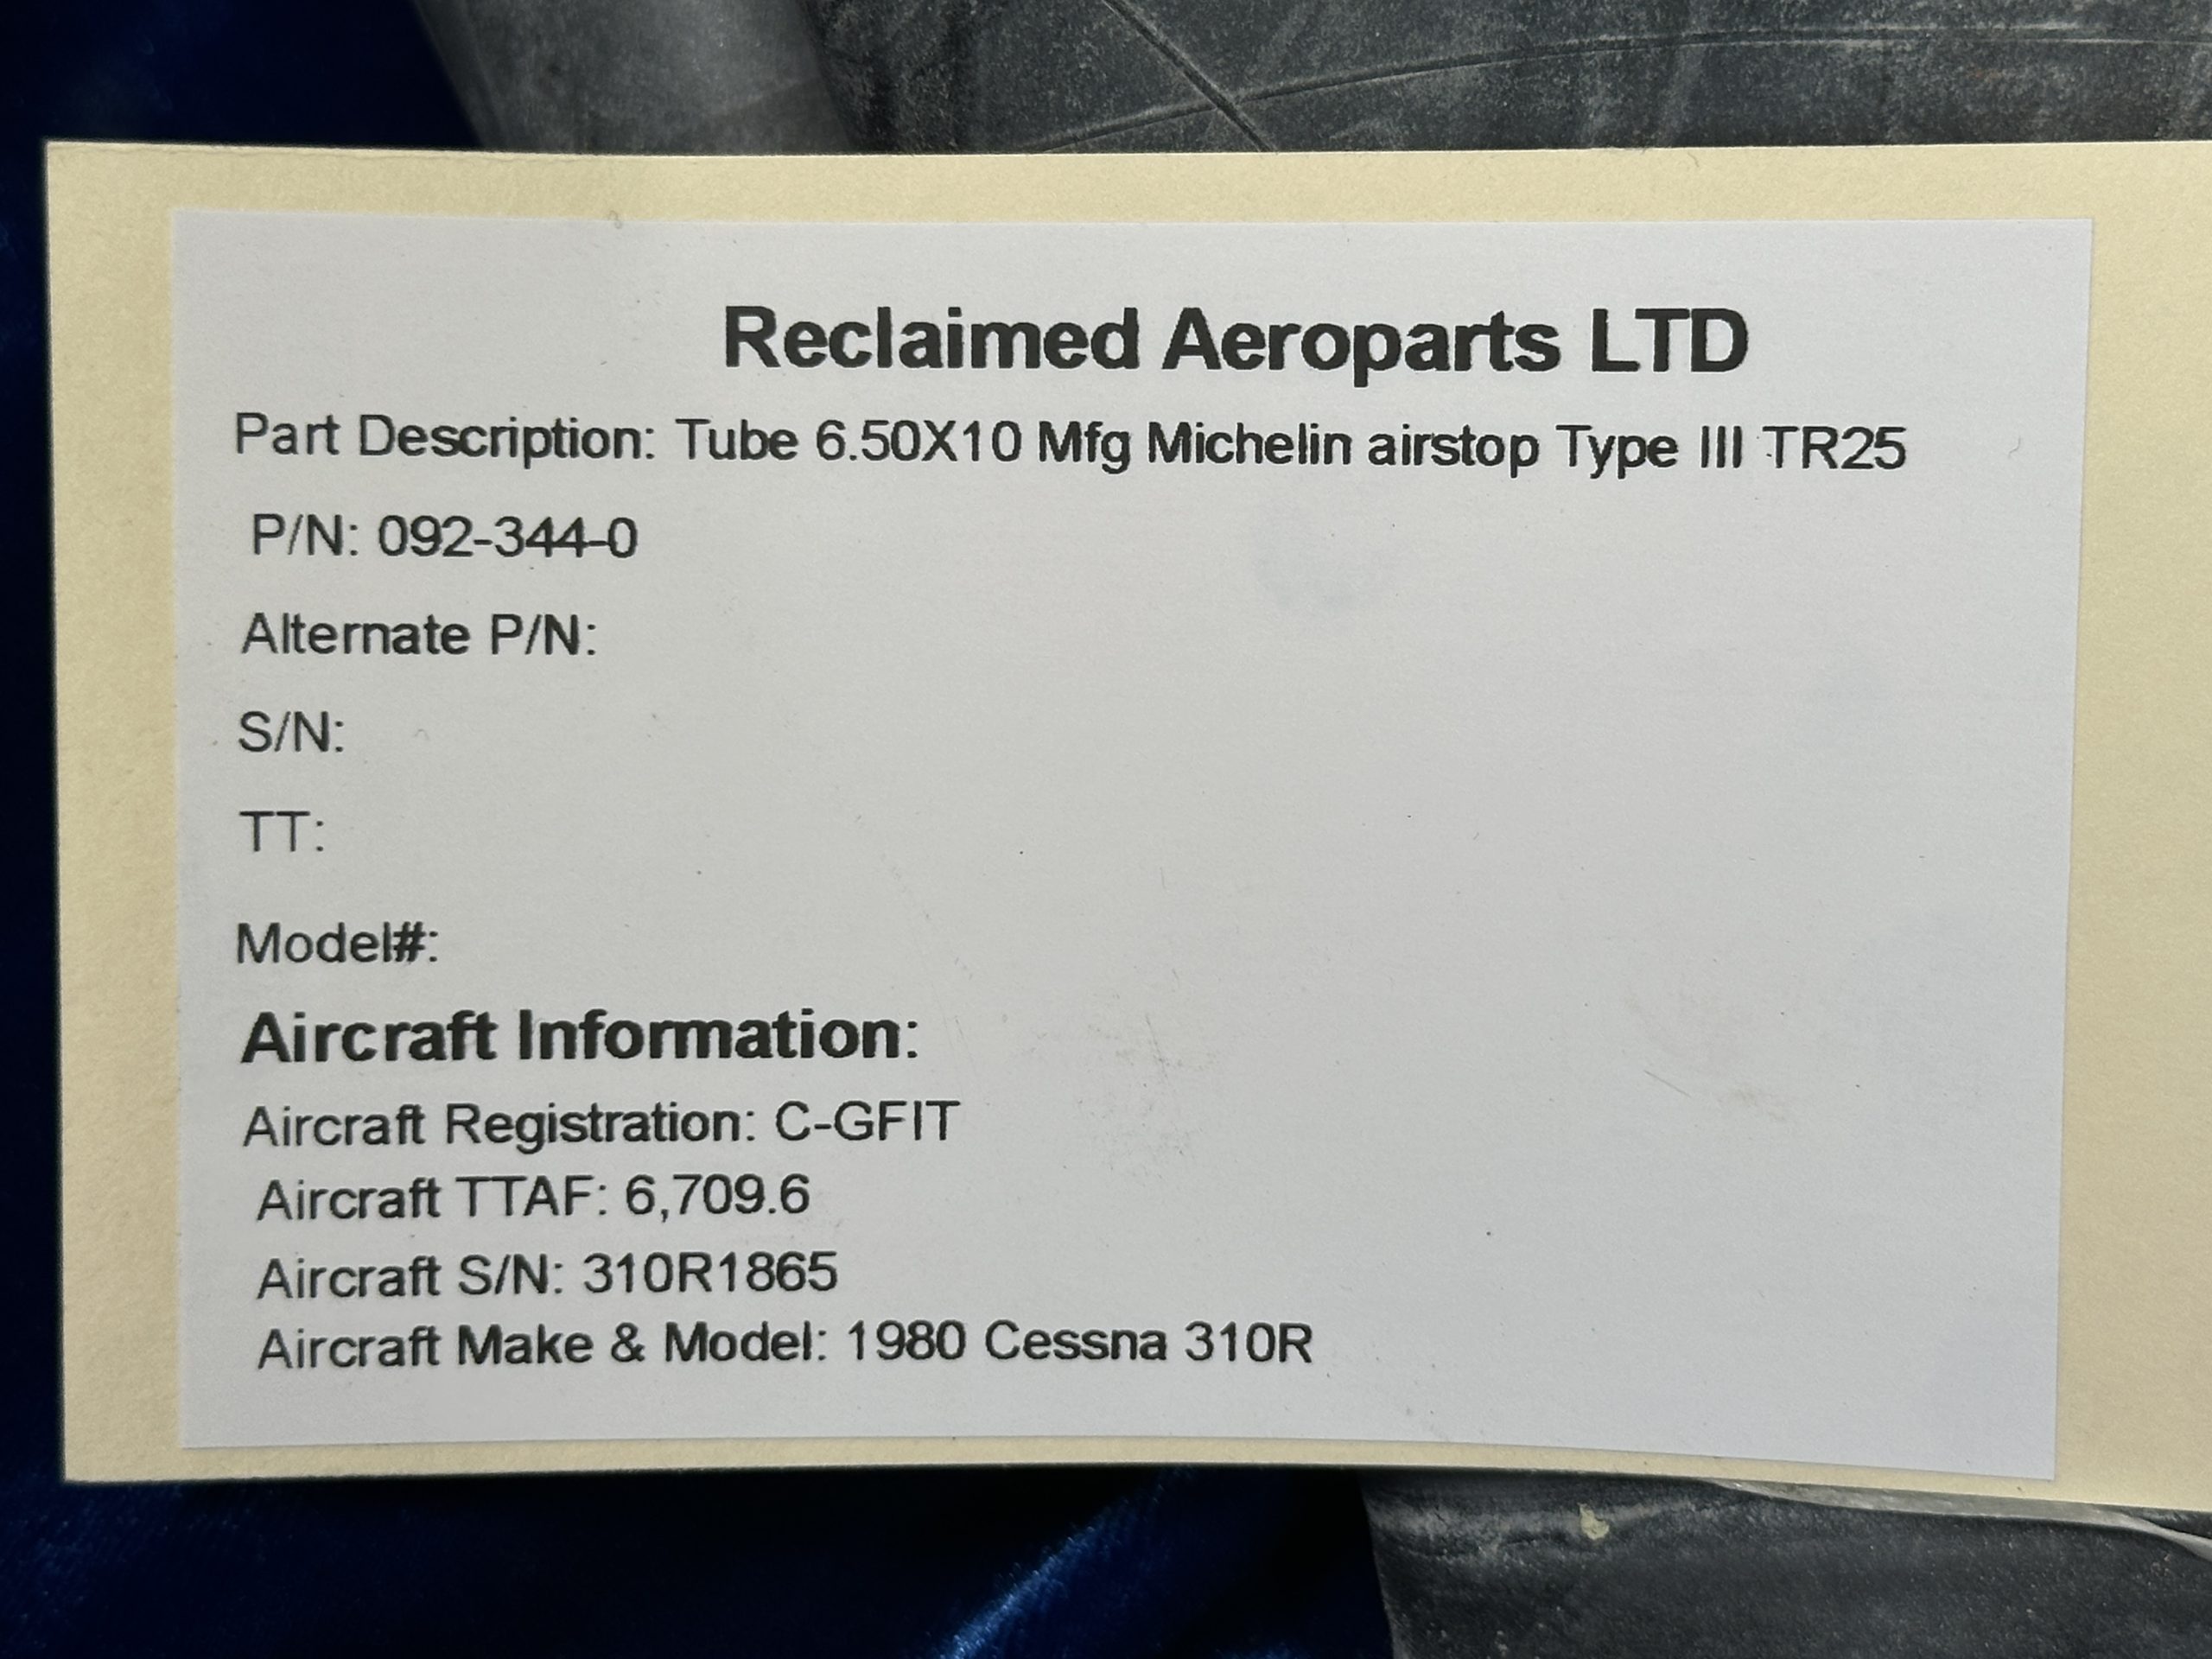 Reclaimed Aeroparts LTD
Part Description: Tube 6.50X10 Mfg Michelin airstop Type III TR25
P/N: 092-344-0
Alternate P/N:
S/N:
TT:
Model#:
Aircraft Information:
Aircraft Registration: C-GFIT
Aircraft TTAF: 6,709.6
Aircraft S/N: 310R1865
Aircraft Make & Model: 1980 Cessna 310R